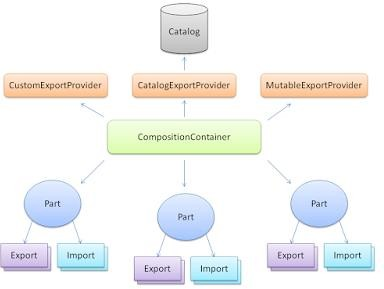 Catalog
CustomExportProvider
CatalogExportProvider
MutableExportProvider
CompositionContainer
Part
Part
Part
Export
Import
Export
Import
Export
Import